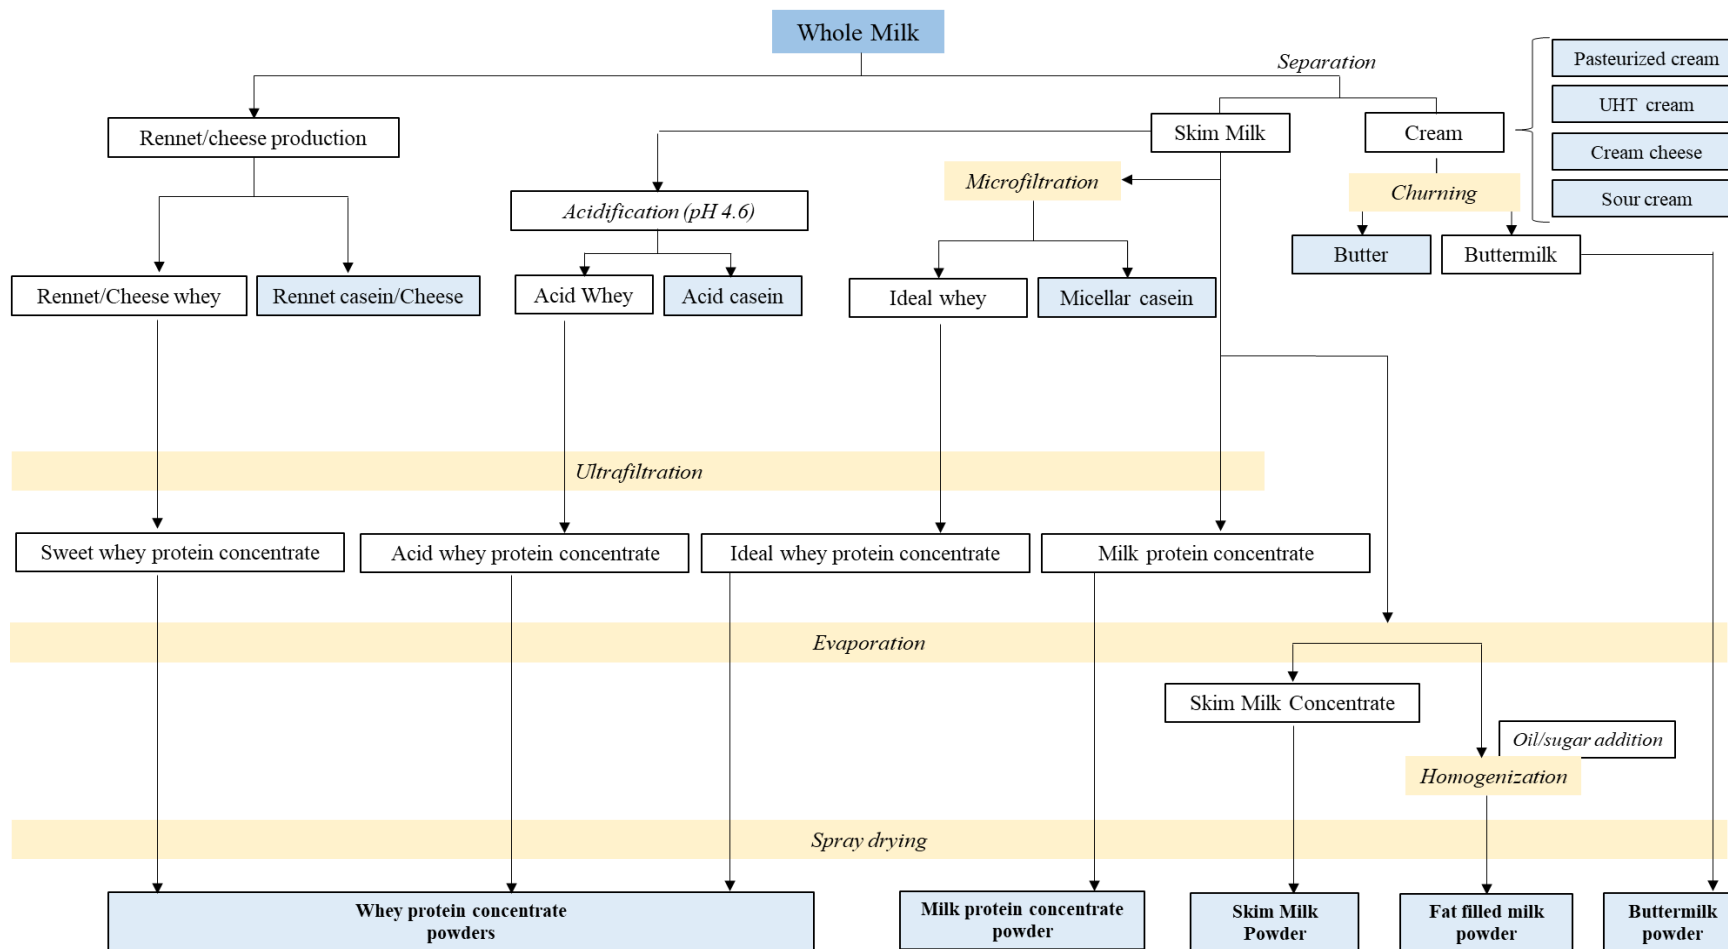 Whole Milk
Separation
Pasteurized cream
UHT cream
Cream cheese
Sour cream
Rennet/cheese production
Skim Milk
Cream
Microfiltration
Churning
Acidification (pH 4.6)
Butter
Buttermilk
Rennet/Cheese whey
Rennet casein/Cheese
Acid Whey
Acid casein
Ideal whey
Micellar casein
Ultrafiltration
Sweet whey protein concentrate
Acid whey protein concentrate
Ideal whey protein concentrate
Milk protein concentrate
Evaporation
Skim Milk Concentrate
Oil/sugar addition
Homogenization
Spray drying
Whey protein concentrate
powders
Milk protein concentrate
powder
Skim Milk
Powder
Fat filled milk
powder
Buttermilk
powder